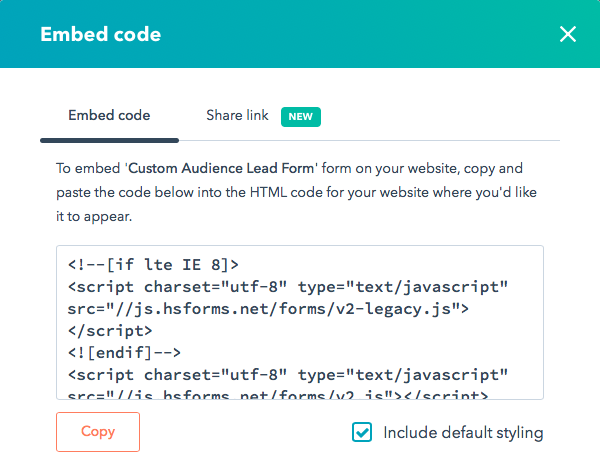 Embed code
Embed code
Share link NEW
To embed 'Custom Audience Lead Form' form on your website, copy and
paste the code below into the HTML code for your website where you'd like
it to appear.
<!--[if lte IE 8]>
<script charset="utf-8" type="text/javascript"
src="//js.hsforms.net/forms/v2-legacy.js">
</script>
<![endif]-->
<script charset="utf-8" type="text/javascript"
src="//js.hsforms.net/forms/v2.js"></script>
Copy
Include default styling